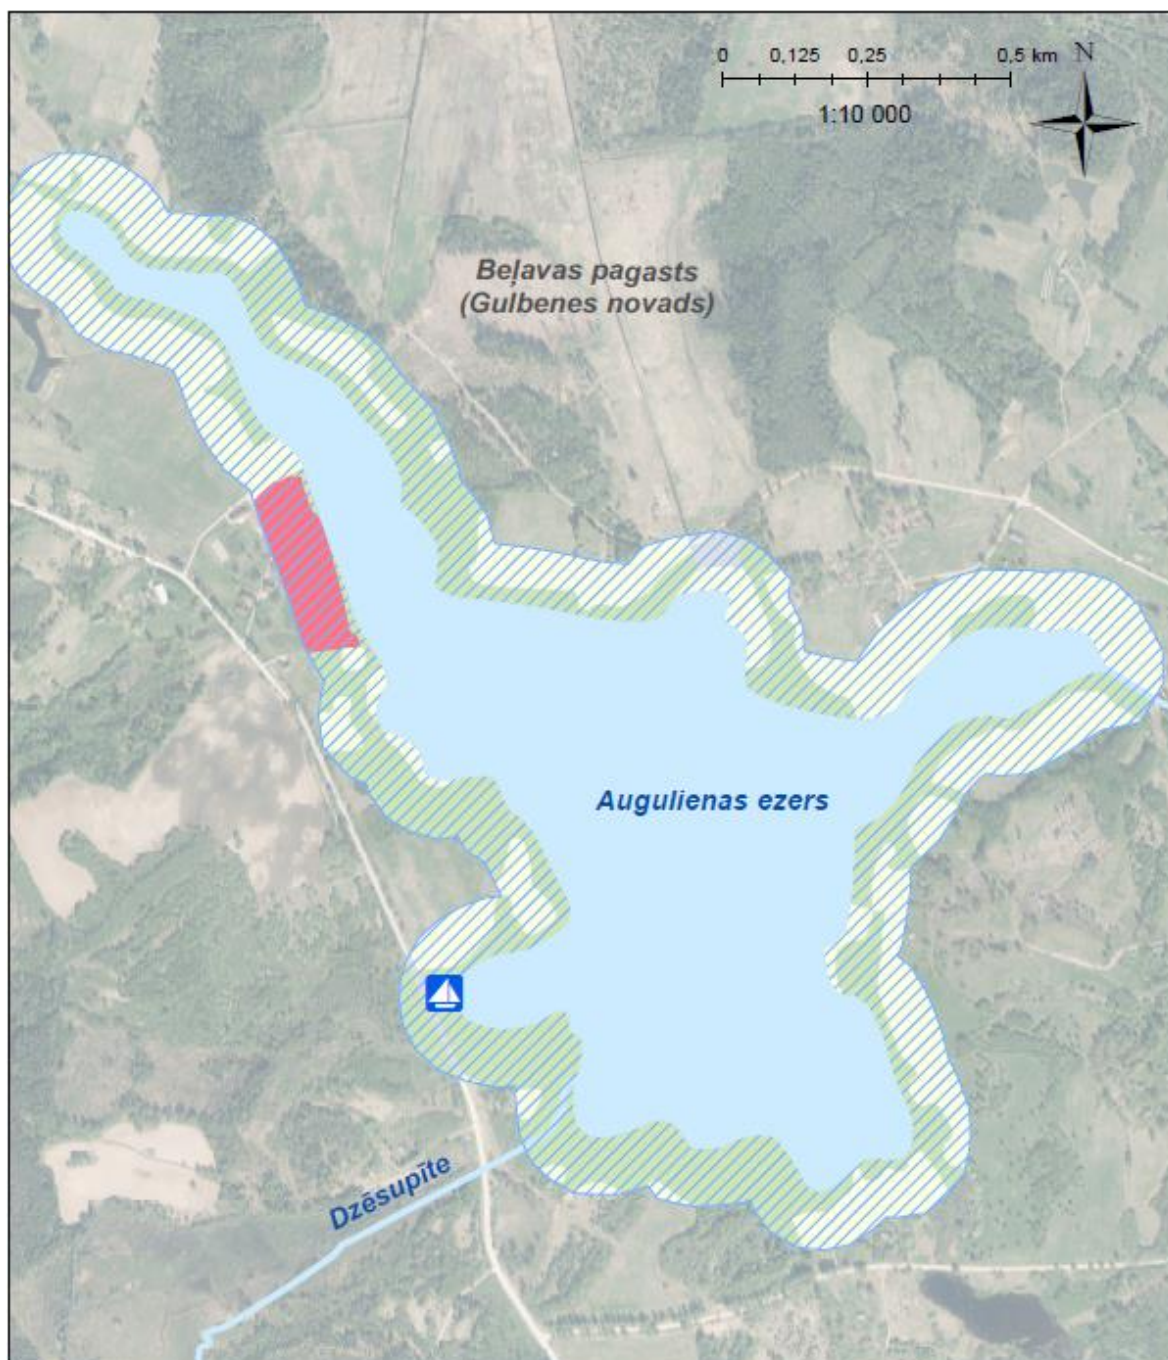 0 0,125 0,25 0,5 km N
1:10 000
Beļavas pagasts
(Gulbenes novads)
Augulienas ezers
Dzēsupīte